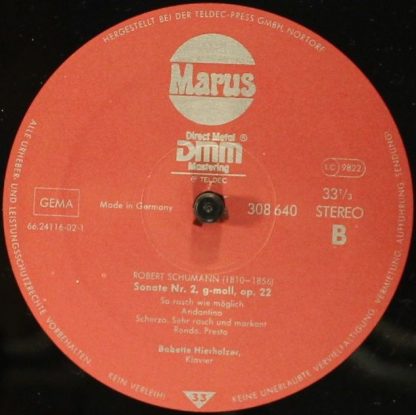 HERGESTELLT BEI DER TELDEC-PRESS GMBH, NORTORF
Marus
Direct Metal ®
DMM
Mastering
℗ TELDEC
LC 9822
GEMA
Made in Germany
308 640
33 1/3
STEREO
B
66.24116-02-1
ROBERT SCHUMANN (1810–1856)
Sonate Nr. 2, g-moll, op. 22
So rasch wie möglich
Andantino
Scherzo. Sehr rasch und markant
Rondo. Presto
Babette Hierholzer,
Klavier
ALLE URHEBER- UND LEISTUNGSSCHUTZRECHTE VORBEHALTEN
KEIN VERLEIH!
33
KEINE UNERLAUBTE VERVIELFÄLTIGUNG, VERMIETUNG, AUFFÜHRUNG, SENDUNG!